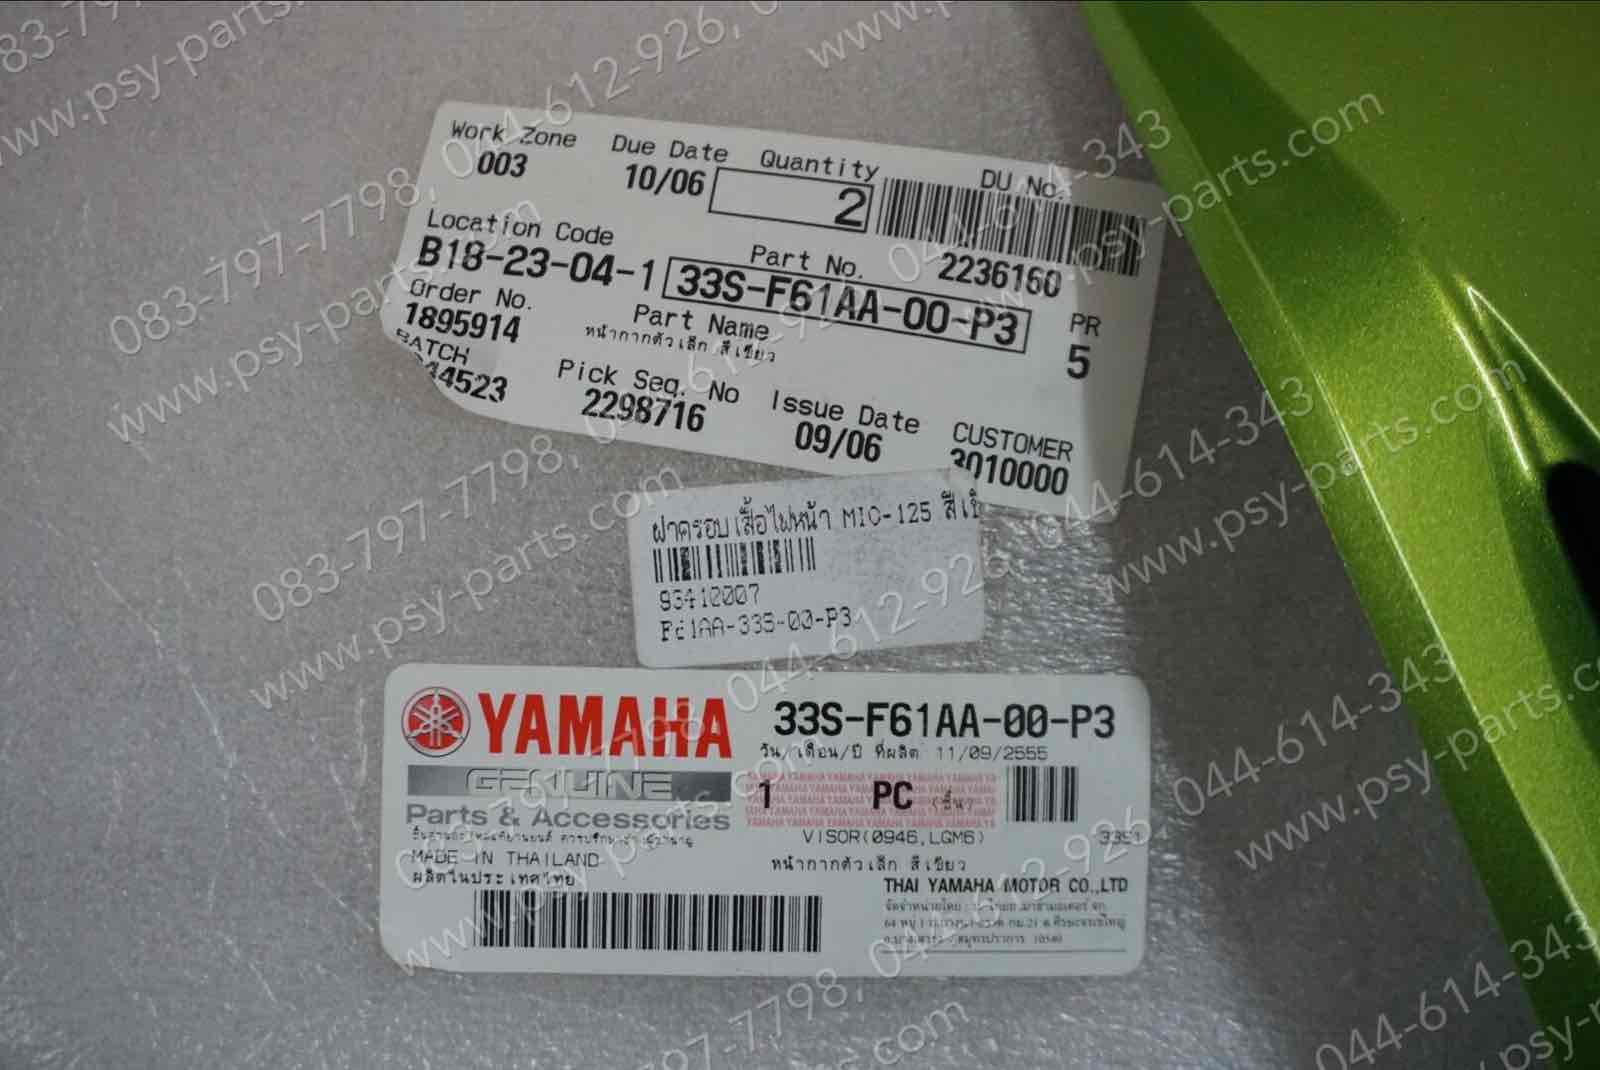 Work Zone Due Date Quantity DU No.
003 10/06 2
Location Code Part No. 2236160
B18-23-04-1 33S-F61AA-00-P3 PR
Order No. Part Name 5
1895914 หน้ากากตัวเล็ก สีเขียว
BATCH Pick Seq. No Issue Date CUSTOMER
44523 2298716 09/06 3010000
ฝาครอบเสื้อไฟหน้า MIO-125
93410007
F61AA-33S-00-P3
YAMAHA 33S-F61AA-00-P3
วัน/เดือน/ปี ที่ผลิต 11/09/2555
GENUINE 1 PC (ชิ้น)
Parts & Accessories
VISOR(0946,LGM6) 33S1
MADE IN THAILAND หน้ากากตัวเล็ก สีเขียว
ผลิตในประเทศไทย
THAI YAMAHA MOTOR CO.,LTD
083-797-7798, 044-612-926, 044-614-343
www.psy-parts.com